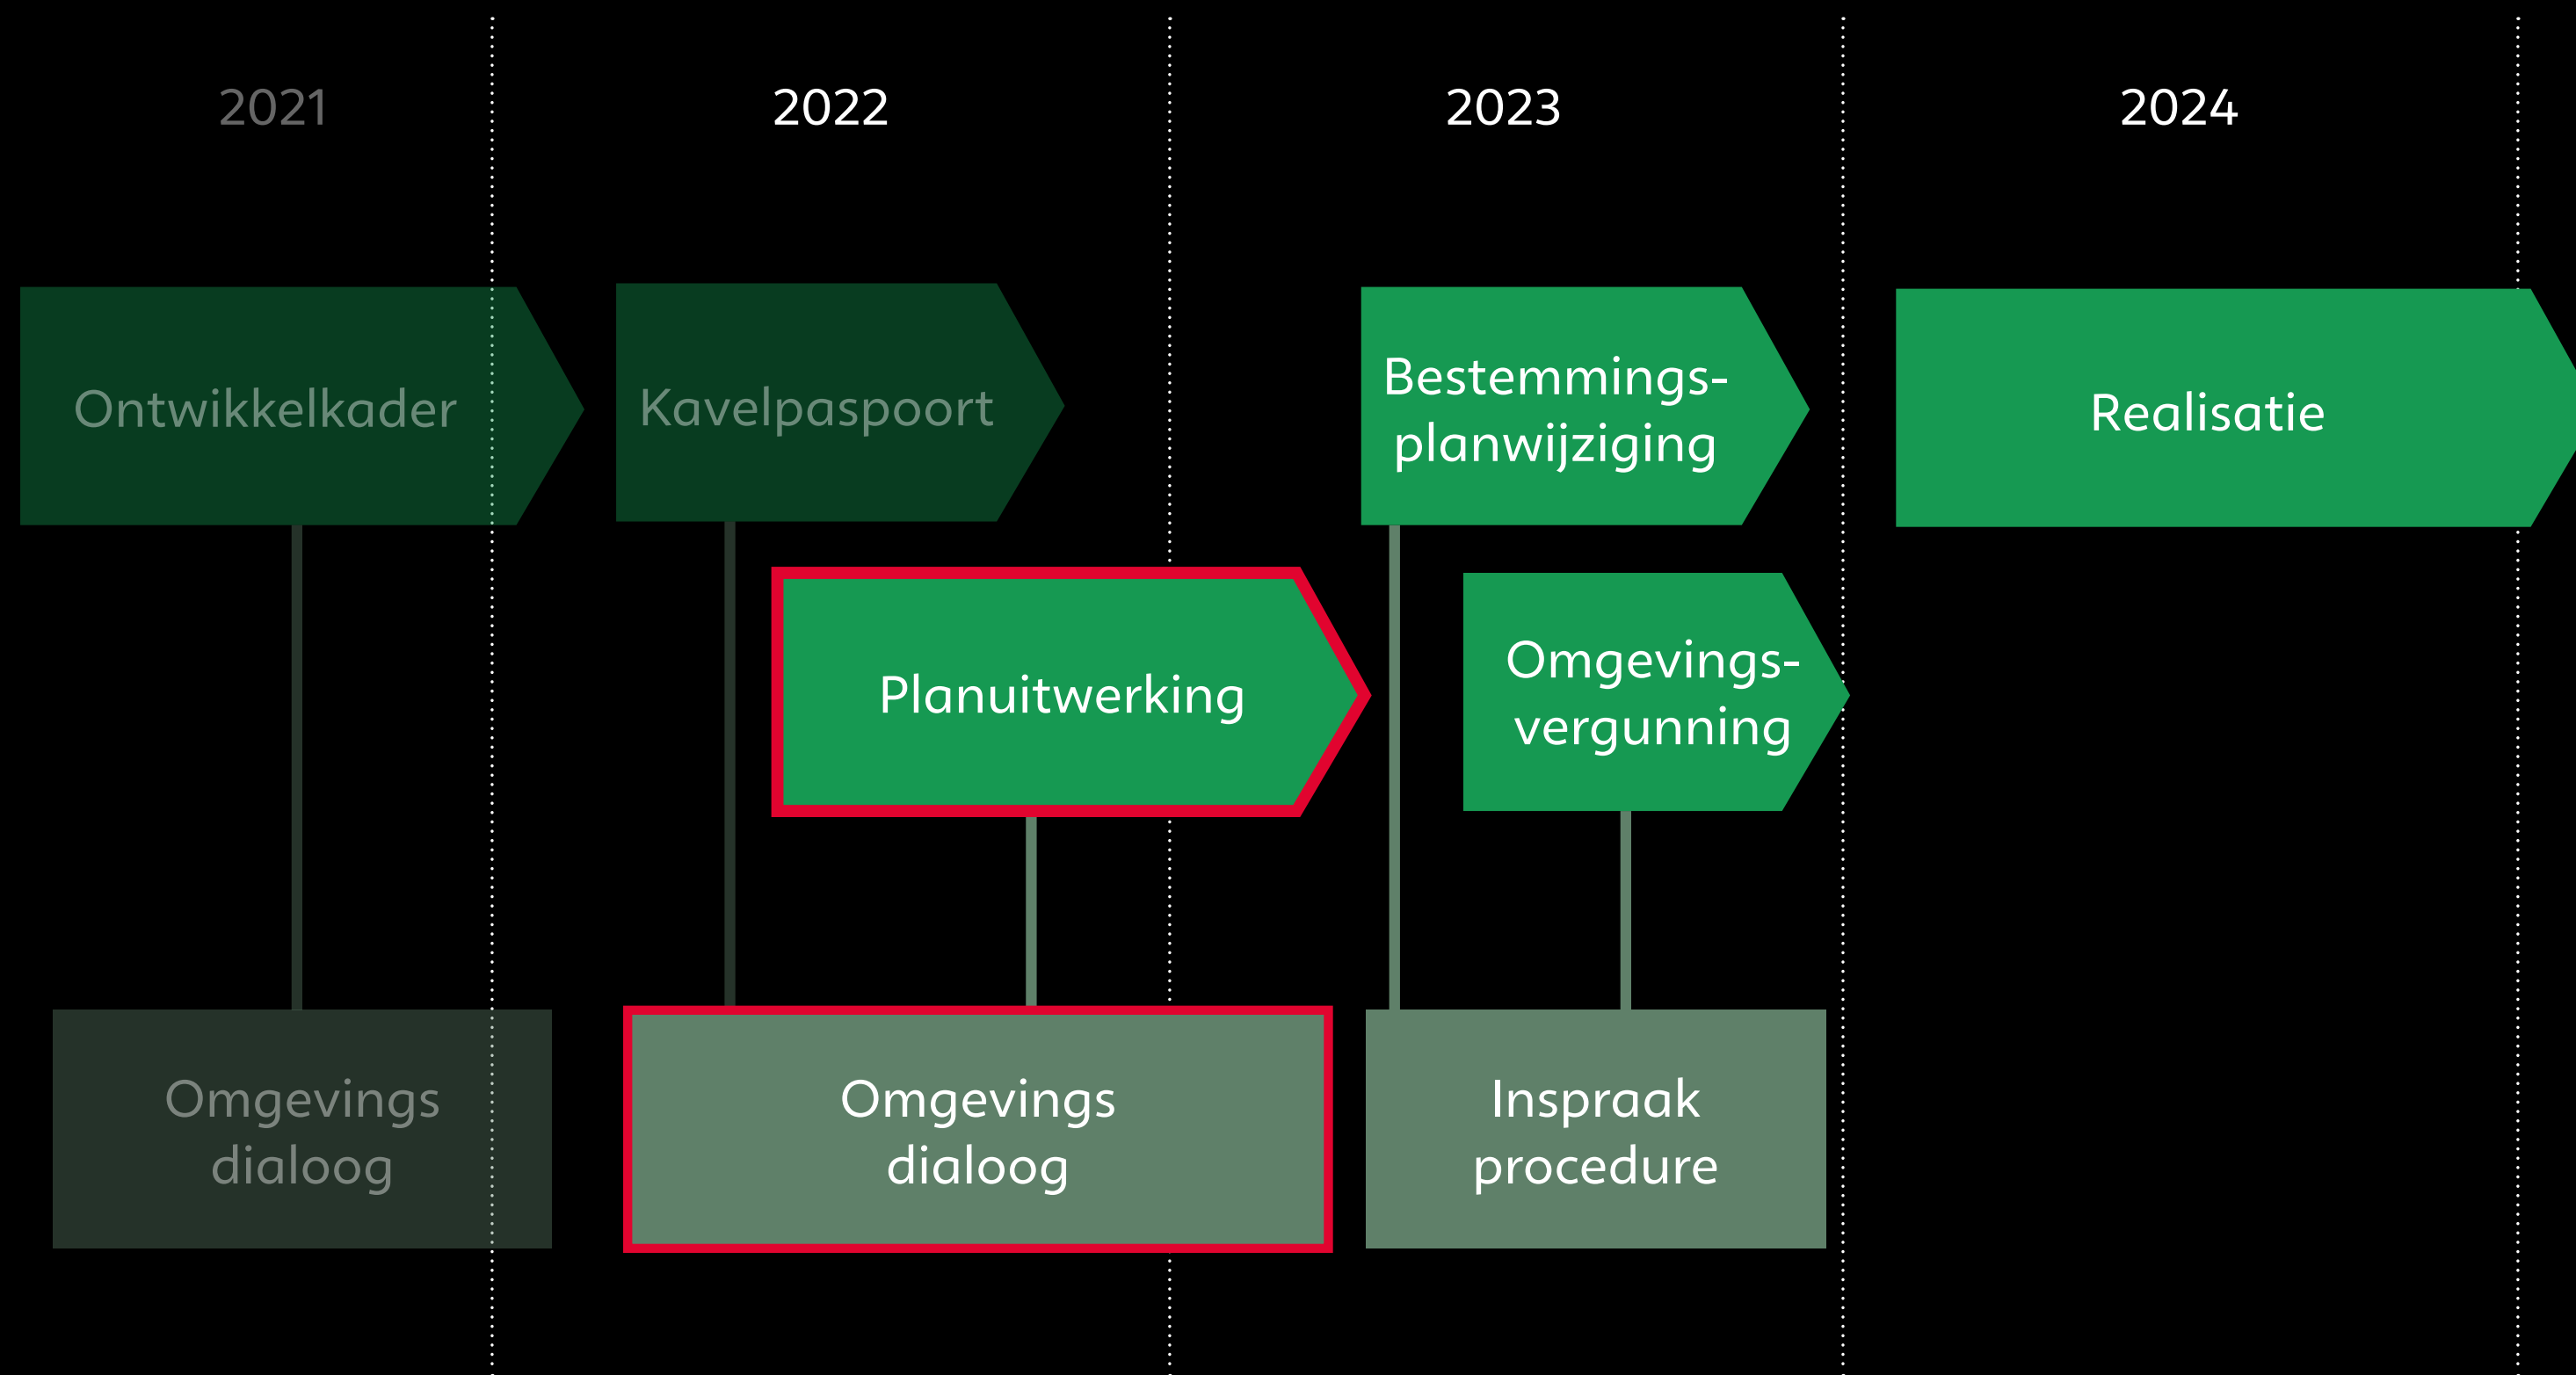 2021
2022
2023
2024
Ontwikkelkader
Kavelpaspoort
Bestemmings-
planwijziging
Realisatie
Planuitwerking
Omgevings-
vergunning
Omgevings
dialoog
Omgevings
dialoog
Inspraak
procedure